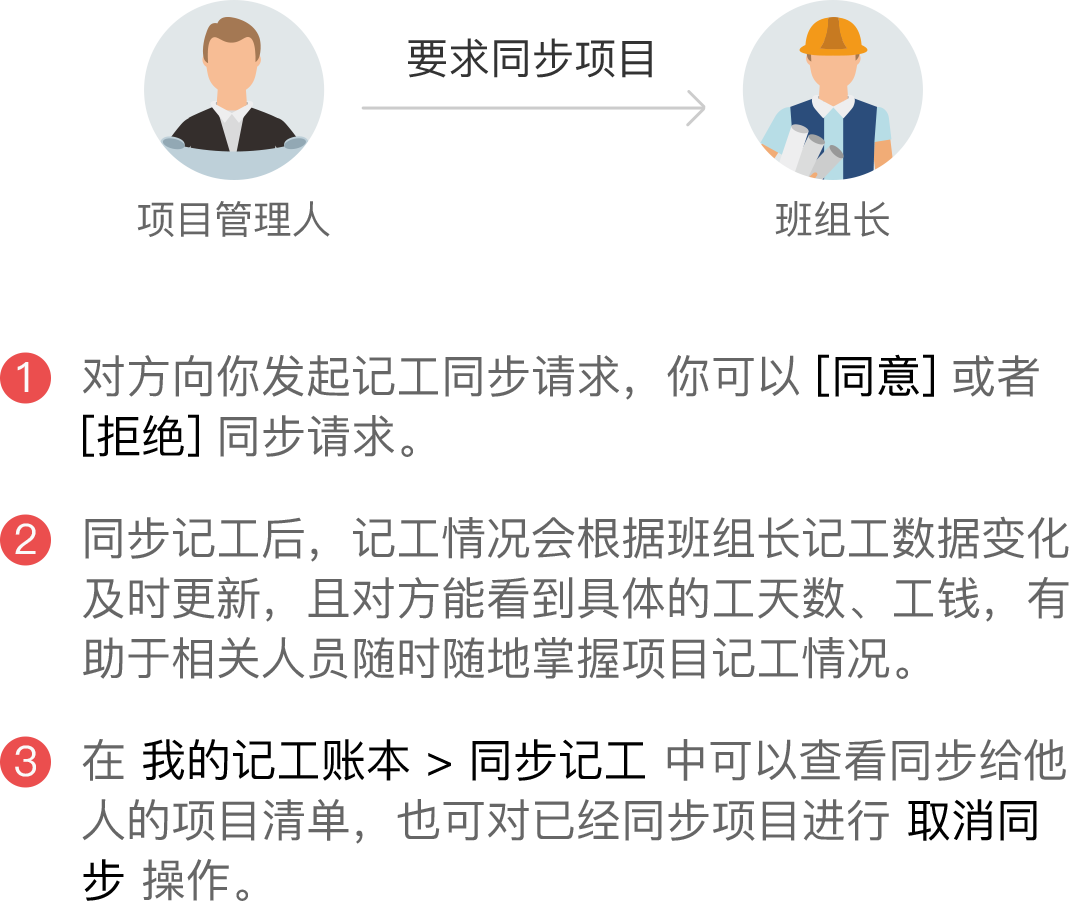 要求同步项目
项目管理人
班组长
1 对方向你发起记工同步请求，你可以 [同意] 或者
[拒绝] 同步请求。
2 同步记工后，记工情况会根据班组长记工数据变化
及时更新，且对方能看到具体的工天数、工钱，有
助于相关人员随时随地掌握项目记工情况。
3 在 我的记工账本 > 同步记工 中可以查看同步给他
人的项目清单，也可对已经同步项目进行 取消同
步 操作。